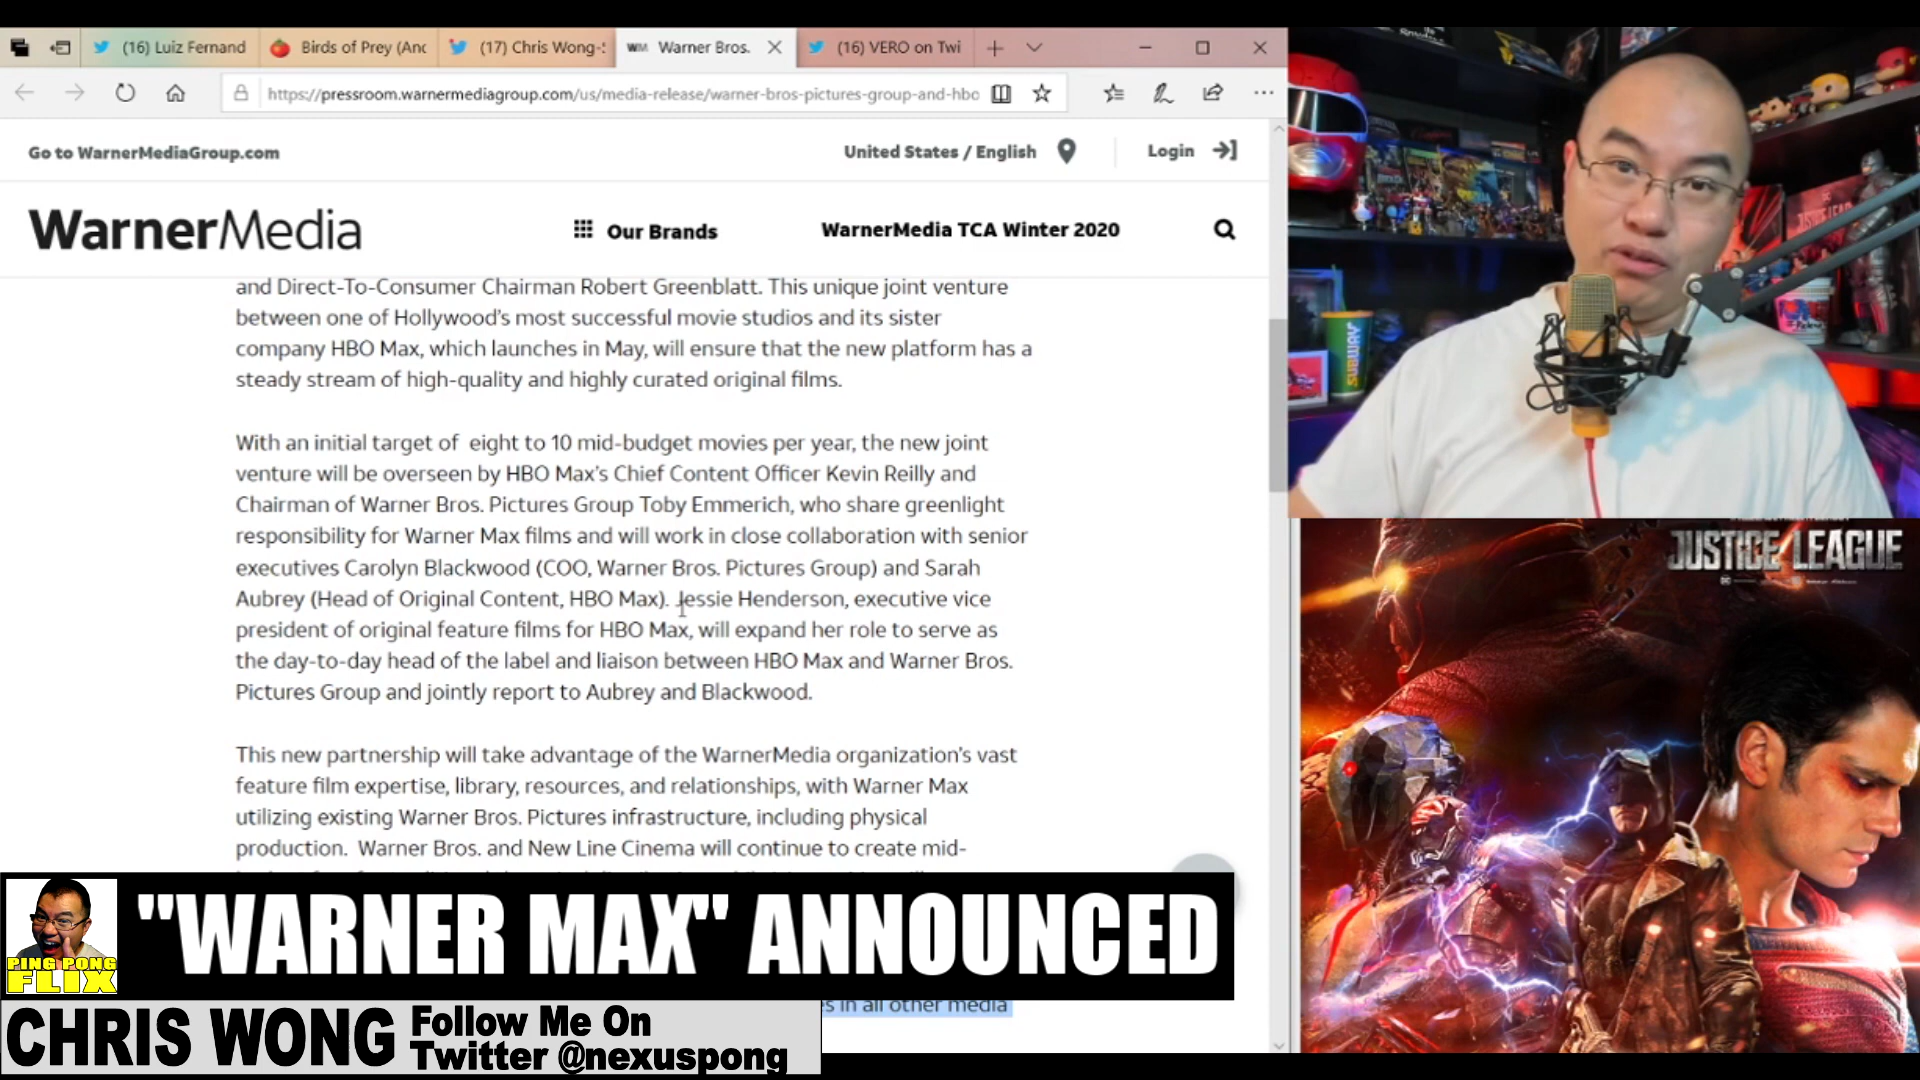 (16) Luiz Fernand
Birds of Prey (And
(17) Chris Wong-S
WM Warner Bros.
(16) VERO on Twi
https://pressroom.warnermediagroup.com/us/media-release/warner-bros-pictures-group-and-hbo
Go to WarnerMediaGroup.com
United States / English
Login
WarnerMedia
Our Brands
WarnerMedia TCA Winter 2020
and Direct-To-Consumer Chairman Robert Greenblatt. This unique joint venture
between one of Hollywood's most successful movie studios and its sister
company HBO Max, which launches in May, will ensure that the new platform has a
steady stream of high-quality and highly curated original films.
With an initial target of eight to 10 mid-budget movies per year, the new joint
venture will be overseen by HBO Max's Chief Content Officer Kevin Reilly and
Chairman of Warner Bros. Pictures Group Toby Emmerich, who share greenlight
responsibility for Warner Max films and will work in close collaboration with senior
executives Carolyn Blackwood (COO, Warner Bros. Pictures Group) and Sarah
Aubrey (Head of Original Content, HBO Max). Jessie Henderson, executive vice
president of original feature films for HBO Max, will expand her role to serve as
the day-to-day head of the label and liaison between HBO Max and Warner Bros.
Pictures Group and jointly report to Aubrey and Blackwood.
This new partnership will take advantage of the WarnerMedia organization's vast
feature film expertise, library, resources, and relationships, with Warner Max
utilizing existing Warner Bros. Pictures infrastructure, including physical
production. Warner Bros. and New Line Cinema will continue to create mid-
s in all other media
SUBWAY
JUSTICE LEAGUE
PING PONG
FLIX
"WARNER MAX" ANNOUNCED
CHRIS WONG
Follow Me On
Twitter @nexuspong